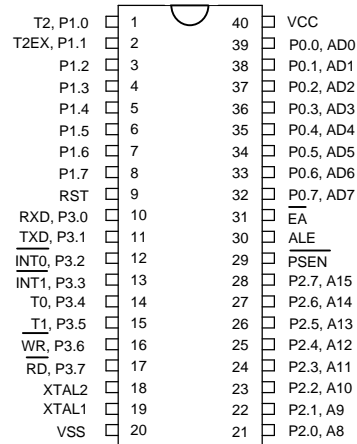 T2, P1.0 1 40 VCC
T2EX, P1.1 2 39 P0.0, AD0
P1.2 3 38 P0.1, AD1
P1.3 4 37 P0.2, AD2
P1.4 5 36 P0.3, AD3
P1.5 6 35 P0.4, AD4
P1.6 7 34 P0.5, AD5
P1.7 8 33 P0.6, AD6
RST 9 32 P0.7, AD7
RXD, P3.0 10 31 EA
TXD, P3.1 11 30 ALE
INT0, P3.2 12 29 PSEN
INT1, P3.3 13 28 P2.7, A15
T0, P3.4 14 27 P2.6, A14
T1, P3.5 15 26 P2.5, A13
WR, P3.6 16 25 P2.4, A12
RD, P3.7 17 24 P2.3, A11
XTAL2 18 23 P2.2, A10
XTAL1 19 22 P2.1, A9
VSS 20 21 P2.0, A8